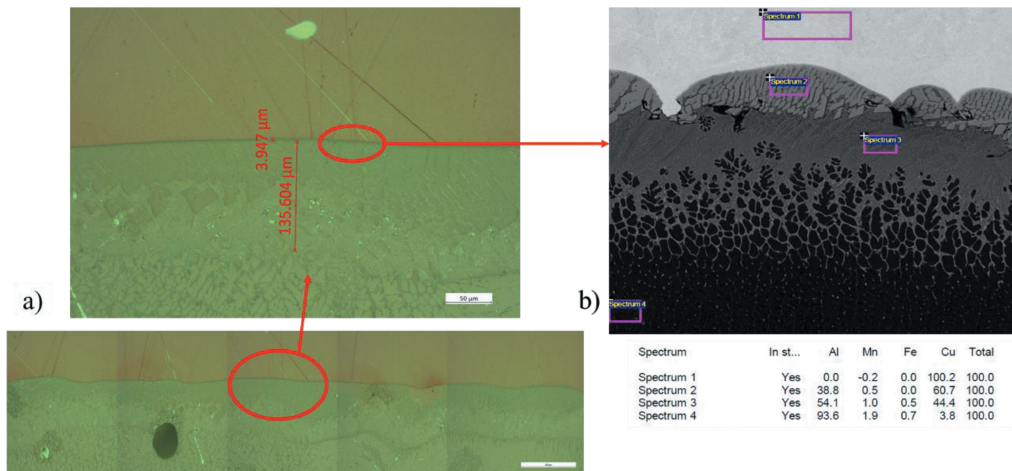 3.947 µm
135.604 µm
50 µm
a)
Spectrum 1
Spectrum 2
Spectrum 3
Spectrum 4
b)
Spectrum In st... Al Mn Fe Cu Total
Spectrum 1 Yes 0.0 -0.2 0.0 100.2 100.0
Spectrum 2 Yes 38.8 0.5 0.0 60.7 100.0
Spectrum 3 Yes 54.1 1.0 0.5 44.4 100.0
Spectrum 4 Yes 93.6 1.9 0.7 3.8 100.0